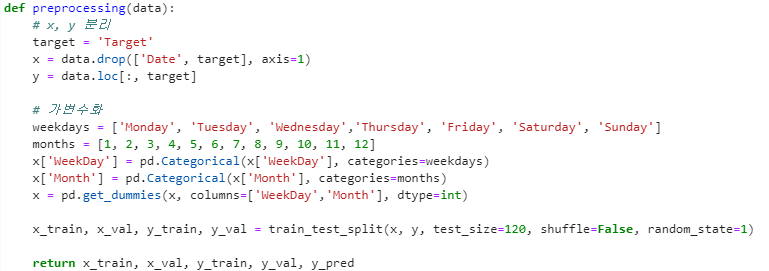 def preprocessing(data):
    # x, y 분리
    target = 'Target'
    x = data.drop(['Date', target], axis=1)
    y = data.loc[:, target]

    # 가변수화
    weekdays = ['Monday', 'Tuesday', 'Wednesday','Thursday', 'Friday', 'Saturday', 'Sunday']
    months = [1, 2, 3, 4, 5, 6, 7, 8, 9, 10, 11, 12]
    x['WeekDay'] = pd.Categorical(x['WeekDay'], categories=weekdays)
    x['Month'] = pd.Categorical(x['Month'], categories=months)
    x = pd.get_dummies(x, columns=['WeekDay','Month'], dtype=int)

    x_train, x_val, y_train, y_val = train_test_split(x, y, test_size=120, shuffle=False, random_state=1)

    return x_train, x_val, y_train, y_val, y_pred